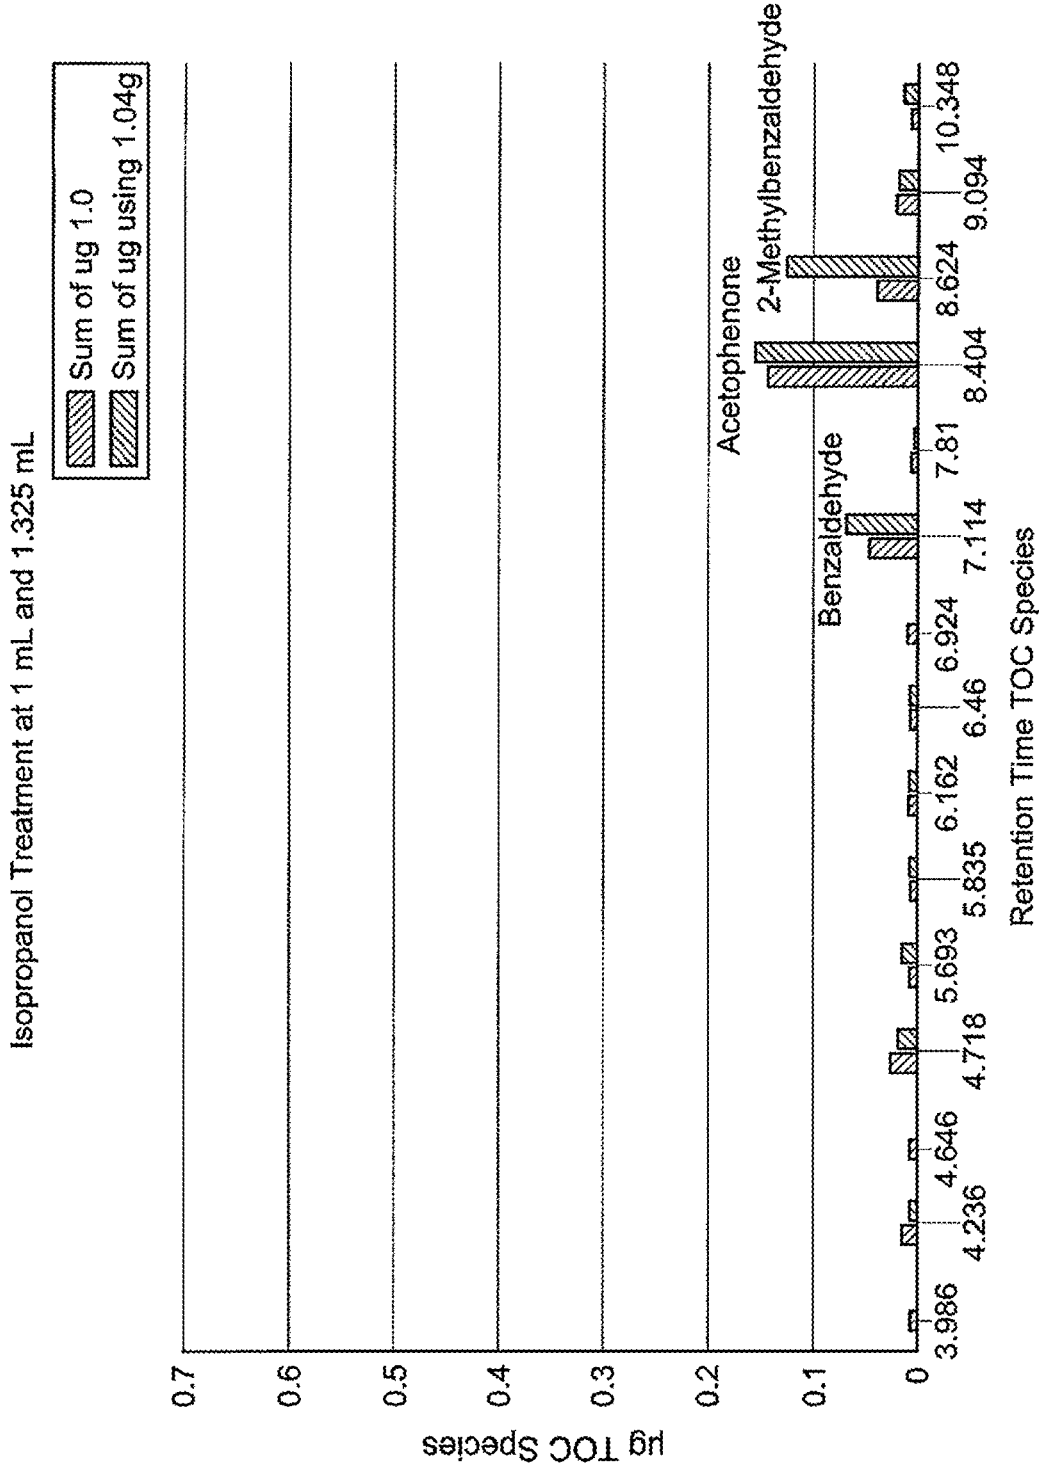 Isopropanol Treatment at 1 mL and 1.325 mL
Sum of ug 1.0
Sum of ug using 1.04g
µg TOC Species
0.7
0.6
0.5
0.4
0.3
0.2
0.1
0
Benzaldehyde
Acetophenone
2-Methylbenzaldehyde
3.986
4.236
4.646
4.718
5.693
5.835
6.162
6.46
6.924
7.114
7.81
8.404
8.624
9.094
10.348
Retention Time TOC Species